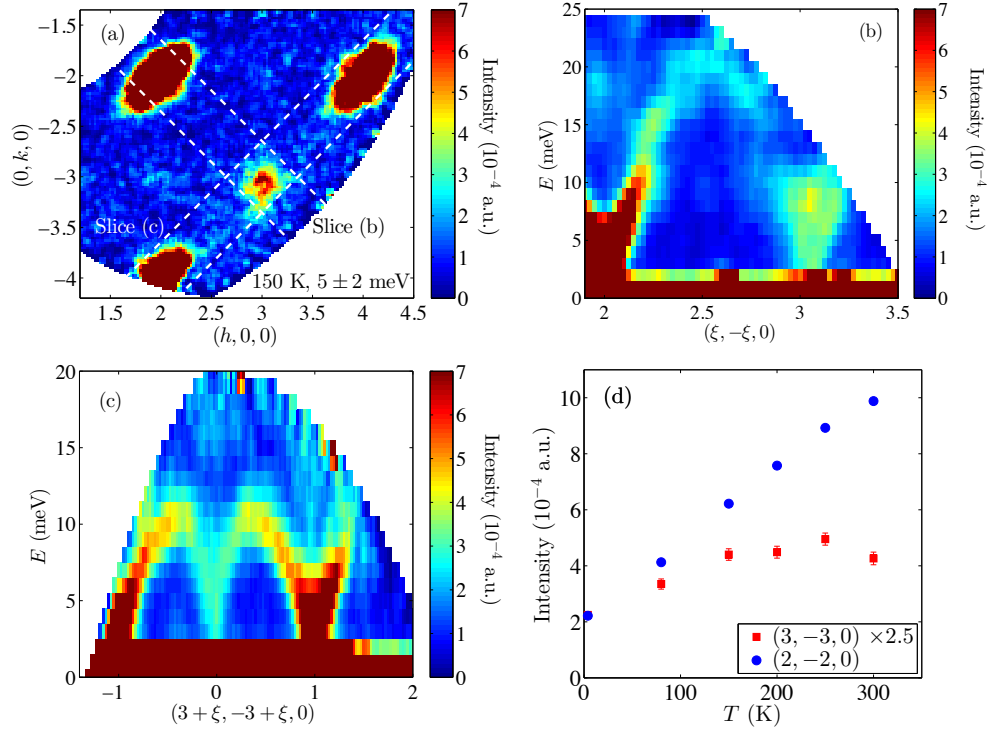 (a)
Slice (c)
Slice (b)
150 K, 5 ± 2 meV
−1.5
−2
−2.5
−3
−3.5
−4
(0, k, 0)
1.5 2 2.5 3 3.5 4 4.5
(h, 0, 0)
7
6
5
4
3
2
1
0
Intensity (10⁻⁴ a.u.)
(b)
25
20
15
10
5
0
E (meV)
2 2.5 3 3.5
(ξ, −ξ, 0)
7
6
5
4
3
2
1
0
Intensity (10⁻⁴ a.u.)
(c)
20
15
10
5
0
E (meV)
−1 0 1 2
(3 + ξ, −3 + ξ, 0)
7
6
5
4
3
2
1
0
Intensity (10⁻⁴ a.u.)
(d)
10
8
6
4
2
0
Intensity (10⁻⁴ a.u.)
(3, −3, 0) ×2.5
(2, −2, 0)
100 200 300
T (K)